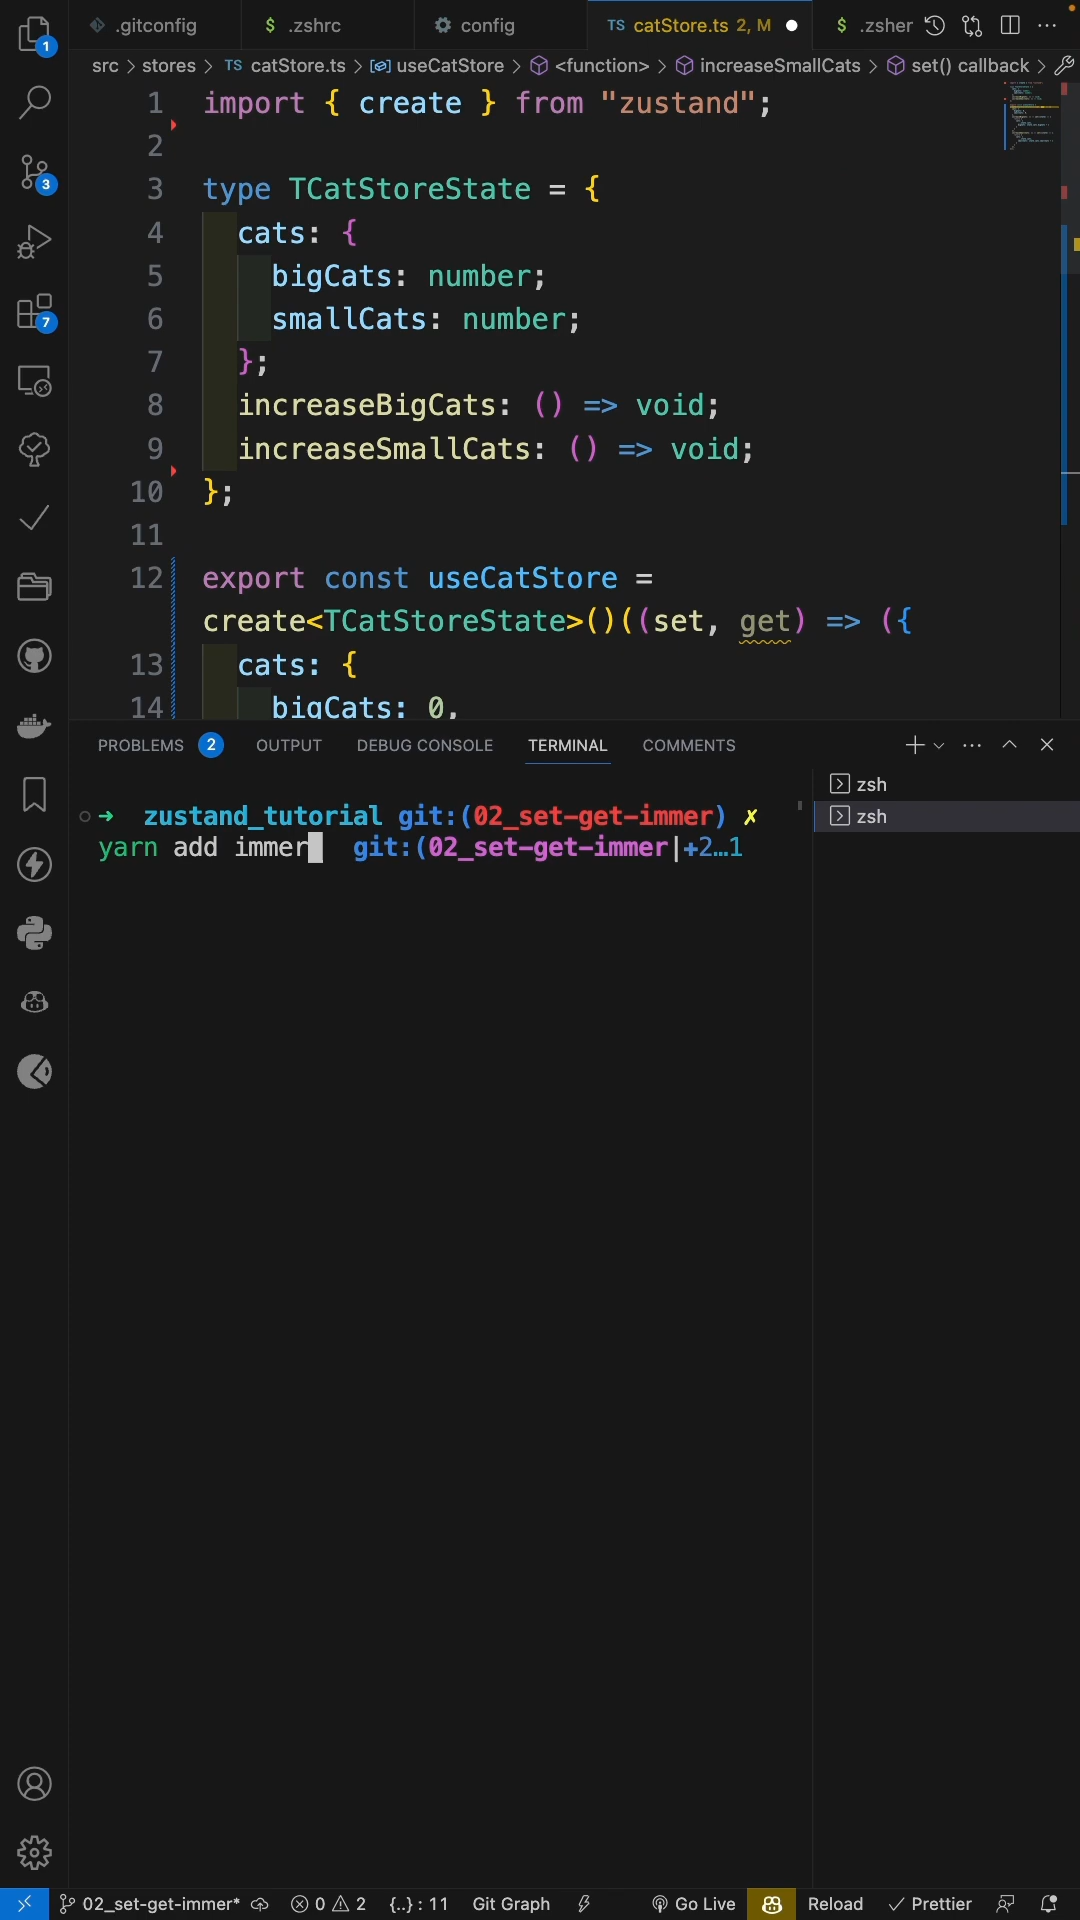 .gitconfig
$ .zshrc
config
TS catStore.ts 2, M
$ .zsher
src > stores > TS catStore.ts > useCatStore > <function> > increaseSmallCats > set() callback >
1 import { create } from "zustand";
2
3 type TCatStoreState = {
4 cats: {
5 bigCats: number;
6 smallCats: number;
7 };
8 increaseBigCats: () => void;
9 increaseSmallCats: () => void;
10 };
11
12 export const useCatStore =
create<TCatStoreState>()((set, get) => ({
13 cats: {
14 bigCats: 0,
1
3
7
PROBLEMS 2 OUTPUT DEBUG CONSOLE TERMINAL COMMENTS
➜ zustand_tutorial git:(02_set-get-immer) ✗
yarn add immer git:(02_set-get-immer|✚2…1
zsh
zsh
02_set-get-immer* 0 2 {..} : 11 Git Graph Go Live Reload Prettier